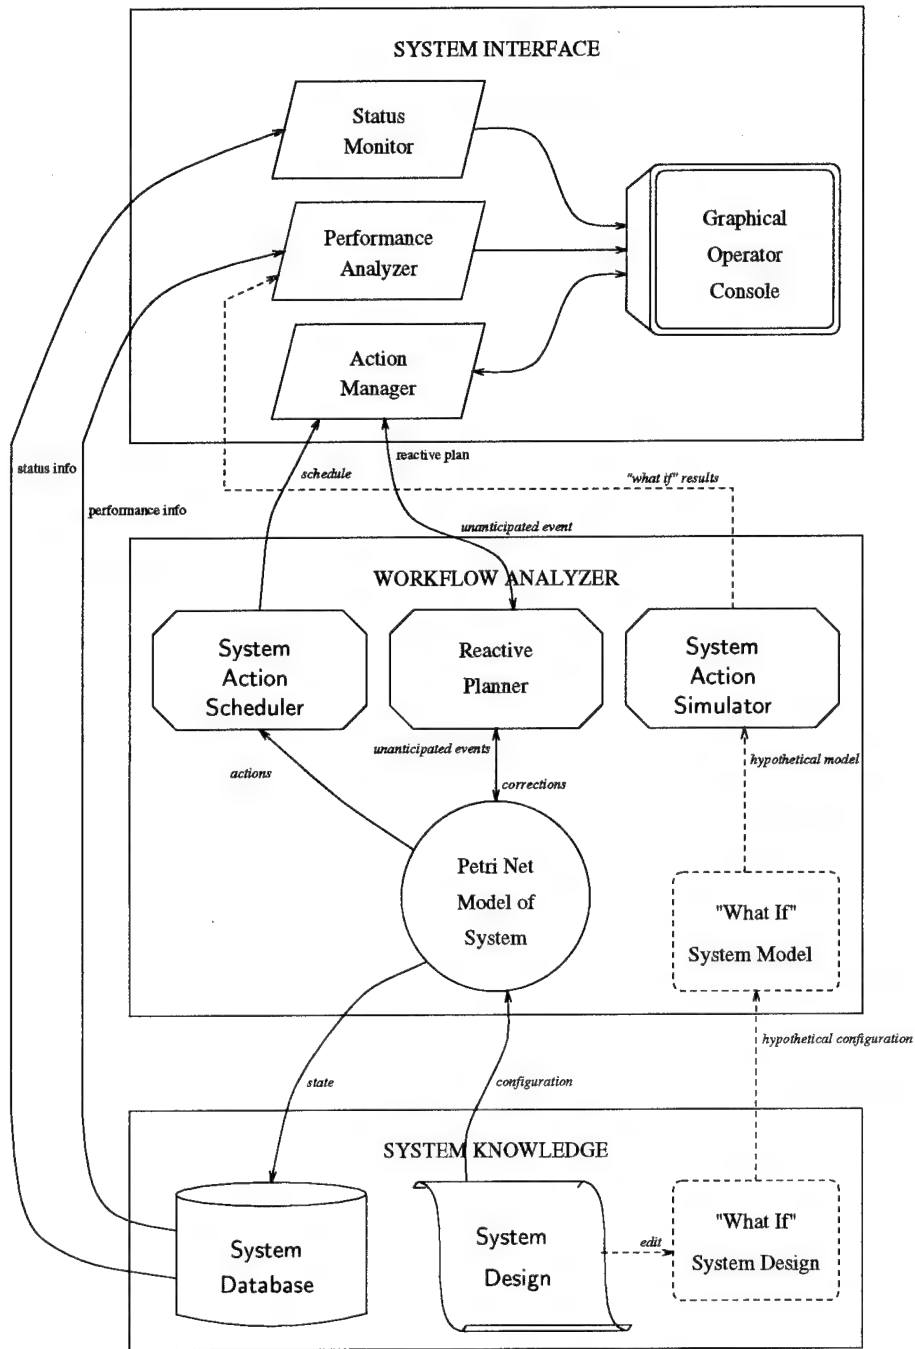 SYSTEM INTERFACE
Status
Monitor
Performance
Analyzer
Graphical
Operator
Console
Action
Manager
status info
schedule
reactive plan
"what if" results
performance info
unanticipated event
WORKFLOW ANALYZER
System
Action
Scheduler
Reactive
Planner
System
Action
Simulator
actions
unanticipated events
corrections
hypothetical model
Petri Net
Model of
System
"What If"
System Model
state
configuration
hypothetical configuration
SYSTEM KNOWLEDGE
System
Database
System
Design
edit
"What If"
System Design